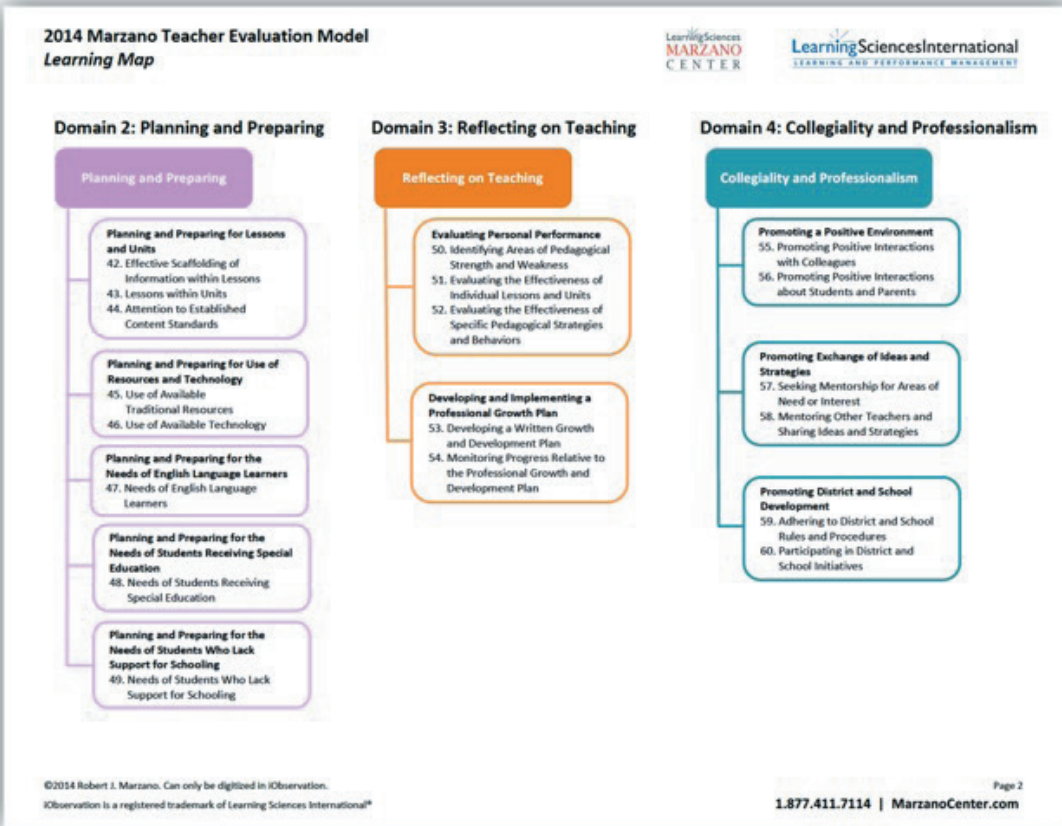 2014 Marzano Teacher Evaluation Model
Learning Map
LearningSciences
MARZANO
CENTER
LearningSciencesInternational
LEARNING AND PERFORMANCE MANAGEMENT
Domain 2: Planning and Preparing
Planning and Preparing
Planning and Preparing for Lessons
and Units
42. Effective Scaffolding of
Information within Lessons
43. Lessons within Units
44. Attention to Established
Content Standards
Planning and Preparing for Use of
Resources and Technology
45. Use of Available
Traditional Resources
46. Use of Available Technology
Planning and Preparing for the
Needs of English Language Learners
47. Needs of English Language
Learners
Planning and Preparing for the
Needs of Students Receiving Special
Education
48. Needs of Students Receiving
Special Education
Planning and Preparing for the
Needs of Students Who Lack
Support for Schooling
49. Needs of Students Who Lack
Support for Schooling
Domain 3: Reflecting on Teaching
Reflecting on Teaching
Evaluating Personal Performance
50. Identifying Areas of Pedagogical
Strength and Weakness
51. Evaluating the Effectiveness of
Individual Lessons and Units
52. Evaluating the Effectiveness of
Specific Pedagogical Strategies
and Behaviors
Developing and Implementing a
Professional Growth Plan
53. Developing a Written Growth
and Development Plan
54. Monitoring Progress Relative to
the Professional Growth and
Development Plan
Domain 4: Collegiality and Professionalism
Collegiality and Professionalism
Promoting a Positive Environment
55. Promoting Positive Interactions
with Colleagues
56. Promoting Positive Interactions
about Students and Parents
Promoting Exchange of Ideas and
Strategies
57. Seeking Mentorship for Areas of
Need or Interest
58. Mentoring Other Teachers and
Sharing Ideas and Strategies
Promoting District and School
Development
59. Adhering to District and School
Rules and Procedures
60. Participating in District and
School Initiatives
©2014 Robert J. Marzano. Can only be digitized in iObservation.
iObservation is a registered trademark of Learning Sciences International®
Page 2
1.877.411.7114 | MarzanoCenter.com